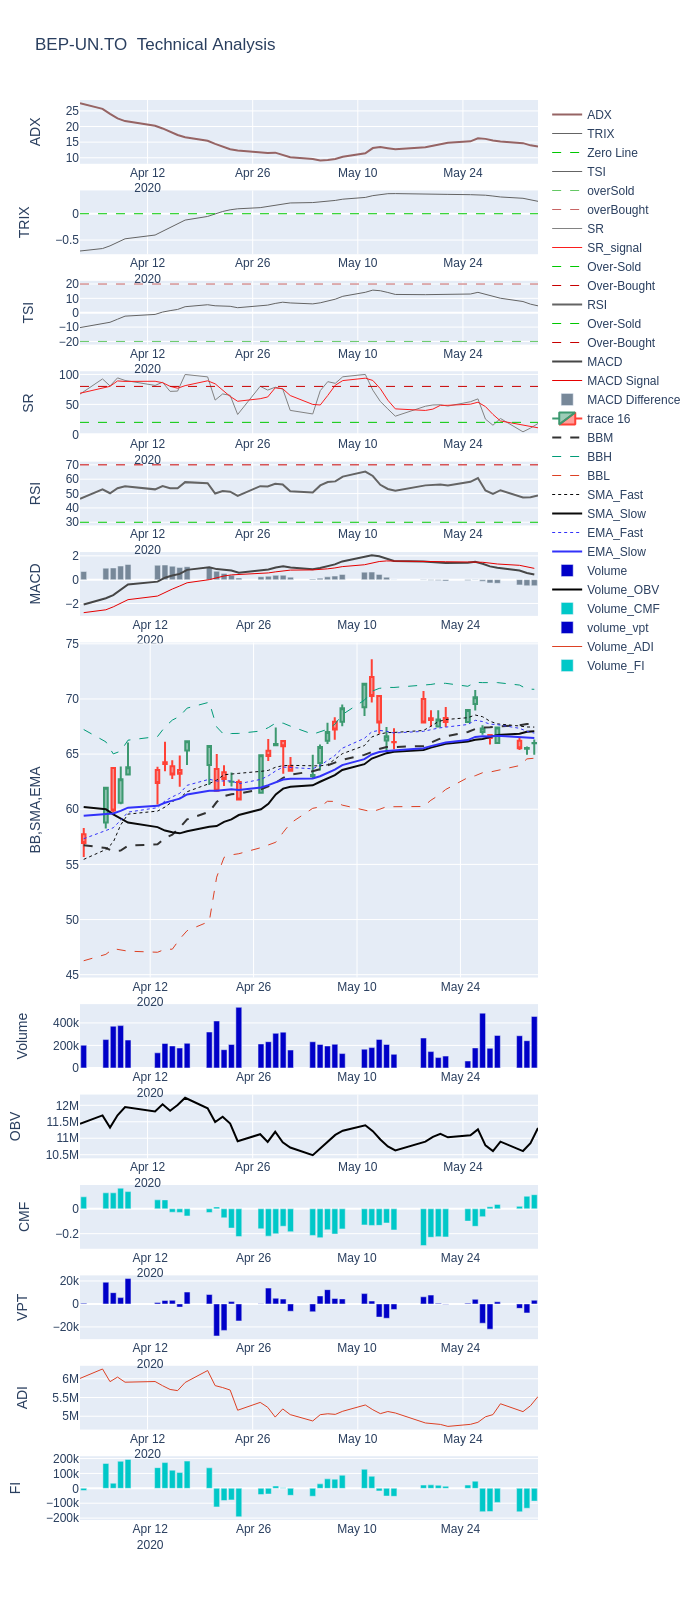 BEP-UN.TO  Technical Analysis
ADX
25
20
15
10
Apr 12
2020
Apr 26
May 10
May 24
TRIX
0
−0.5
Apr 12
2020
Apr 26
May 10
May 24
TSI
20
10
0
−10
−20
Apr 12
2020
Apr 26
May 10
May 24
SR
100
50
0
Apr 12
2020
Apr 26
May 10
May 24
RSI
70
60
50
40
30
Apr 12
2020
Apr 26
May 10
May 24
MACD
2
0
−2
Apr 12
2020
Apr 26
May 10
May 24
BB,SMA,EMA
75
70
65
60
55
50
45
Apr 12
2020
Apr 26
May 10
May 24
Volume
400k
200k
0
Apr 12
2020
Apr 26
May 10
May 24
OBV
12M
11.5M
11M
10.5M
Apr 12
2020
Apr 26
May 10
May 24
CMF
0
−0.2
Apr 12
2020
Apr 26
May 10
May 24
VPT
20k
0
−20k
Apr 12
2020
Apr 26
May 10
May 24
ADI
6M
5.5M
5M
Apr 12
2020
Apr 26
May 10
May 24
FI
200k
100k
0
−100k
−200k
Apr 12
2020
Apr 26
May 10
May 24
ADX
TRIX
Zero Line
TSI
overSold
overBought
SR
SR_signal
Over-Sold
Over-Bought
RSI
Over-Sold
Over-Bought
MACD
MACD Signal
MACD Difference
trace 16
BBM
BBH
BBL
SMA_Fast
SMA_Slow
EMA_Fast
EMA_Slow
Volume
Volume_OBV
Volume_CMF
volume_vpt
Volume_ADI
Volume_FI